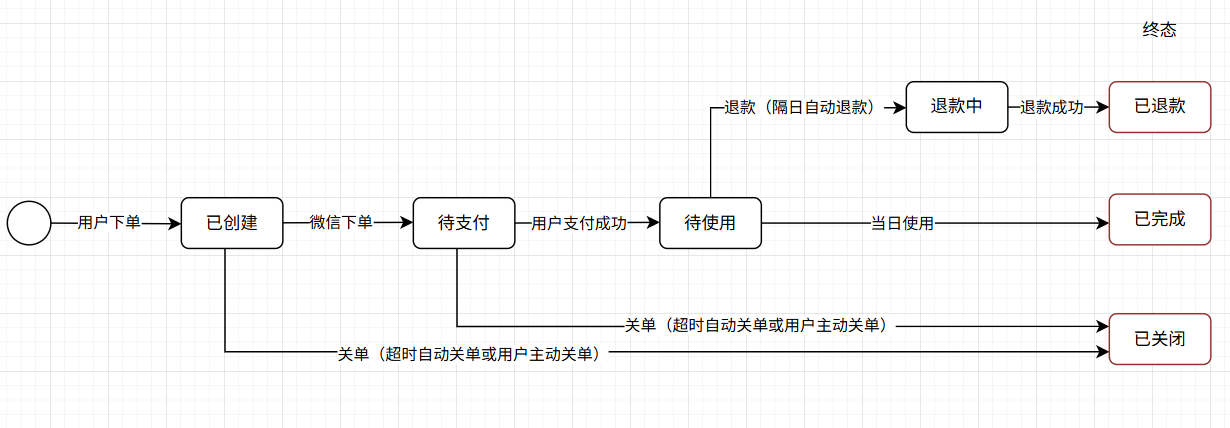 终态
退款（隔日自动退款）
退款中
退款成功
已退款
用户下单
已创建
微信下单
待支付
用户支付成功
待使用
当日使用
已完成
关单（超时自动关单或用户主动关单）
已关闭
关单（超时自动关单或用户主动关单）